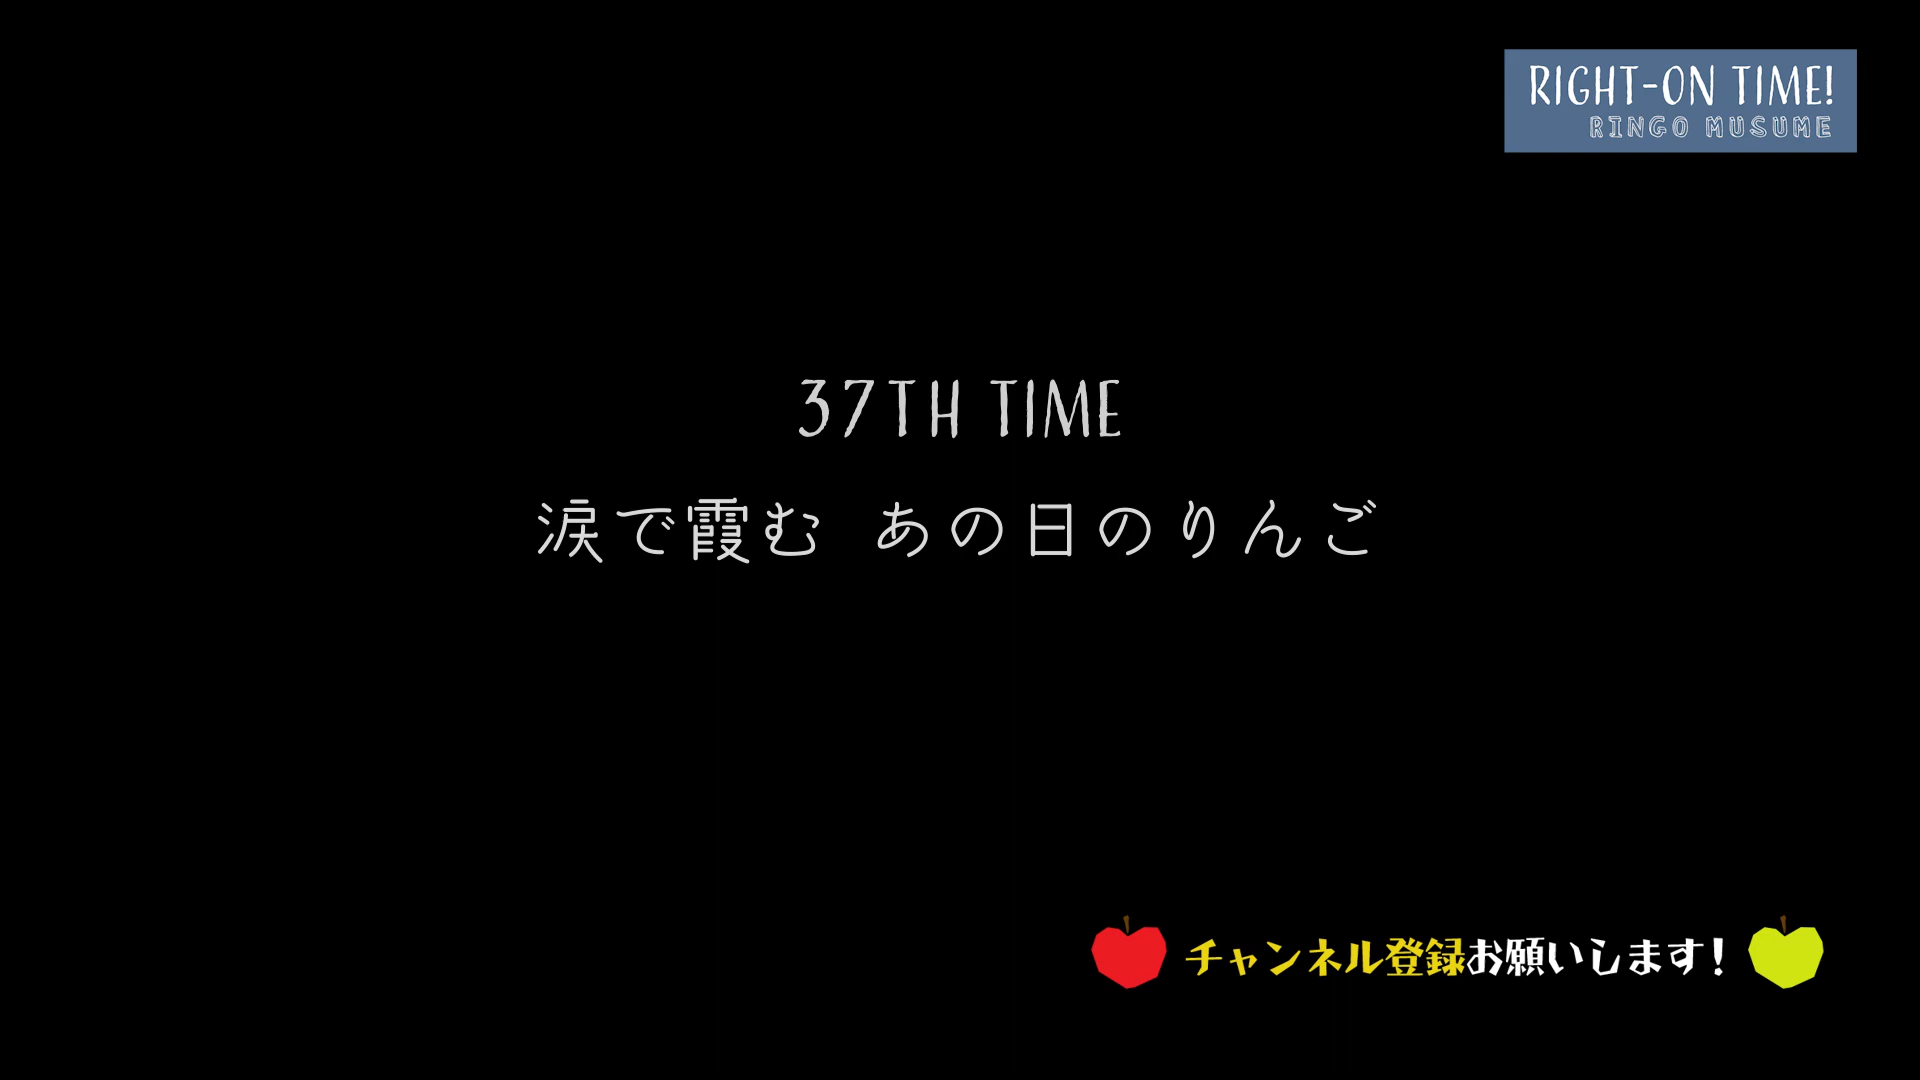 RIGHT-ON TIME!
RINGO MUSUME
37TH TIME
涙で霞む あの日のりんご
チャンネル登録お願いします!